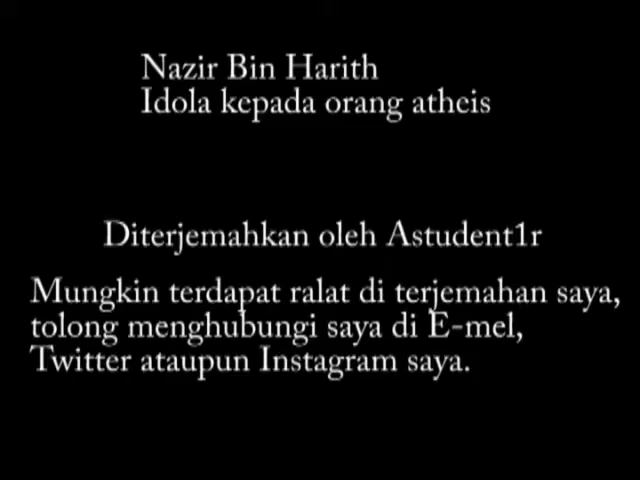 Nazir Bin Harith
Idola kepada orang atheis
Diterjemahkan oleh Astudent1r
Mungkin terdapat ralat di terjemahan saya,
tolong menghubungi saya di E-mel,
Twitter ataupun Instagram saya.